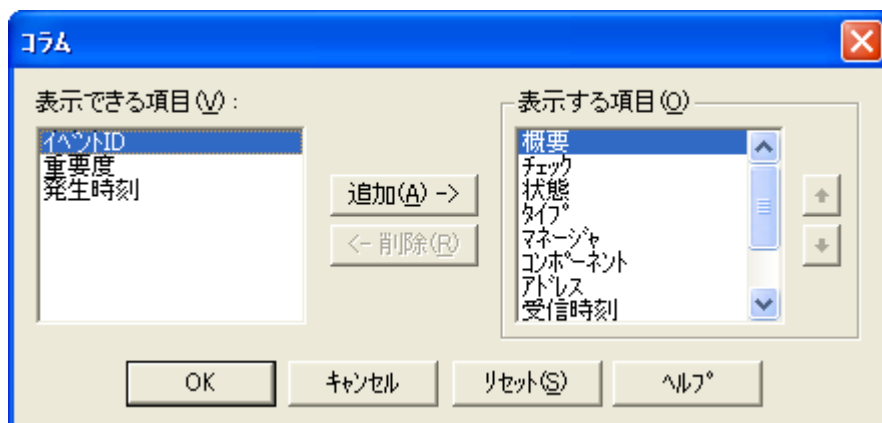 コラム
表示できる項目(V):
イベントID
重要度
発生時刻
追加(A) ->
<- 削除(R)
表示する項目(O)
概要
チェック
状態
タイプ
マネージャ
コンポーネント
アドレス
受信時刻
OK
キャンセル
リセット(S)
ヘルプ